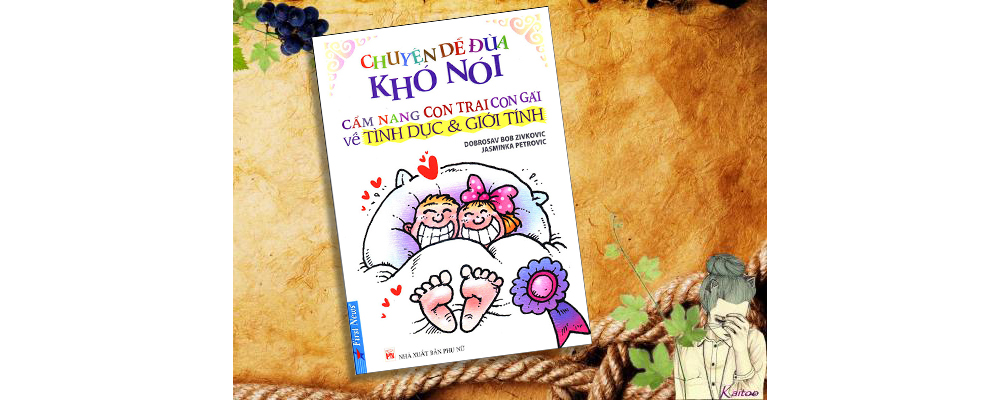 CHUYỆN DỄ ĐÙA
KHÓ NÓI
CẨM NANG CON TRAI CON GÁI
về TÌNH DỤC & GIỚI TÍNH
DOBROSAV BOB ZIVKOVIC
JASMINKA PETROVIC
First News
NHÀ XUẤT BẢN PHỤ NỮ
Kaitoo